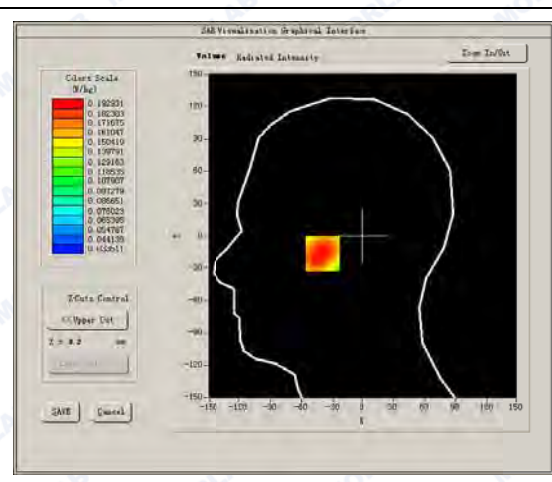 SAR Visualisation Graphical Interface
Volume Radiated Intensity
Zoom In/Out
Colors Scale
(W/kg)
0.192931
0.182303
0.171675
0.161047
0.150419
0.139791
0.129163
0.118535
0.107907
0.097279
0.086651
0.076023
0.065395
0.054767
0.044139
0.033511
150
90
60
30
0
-30
-60
-90
-120
-150
-150 -120 -90 -60 -30 0 30 60 90 120 150
X
Z-Cuts Control
<<Upper Cut
mm
SAVE
Cancel